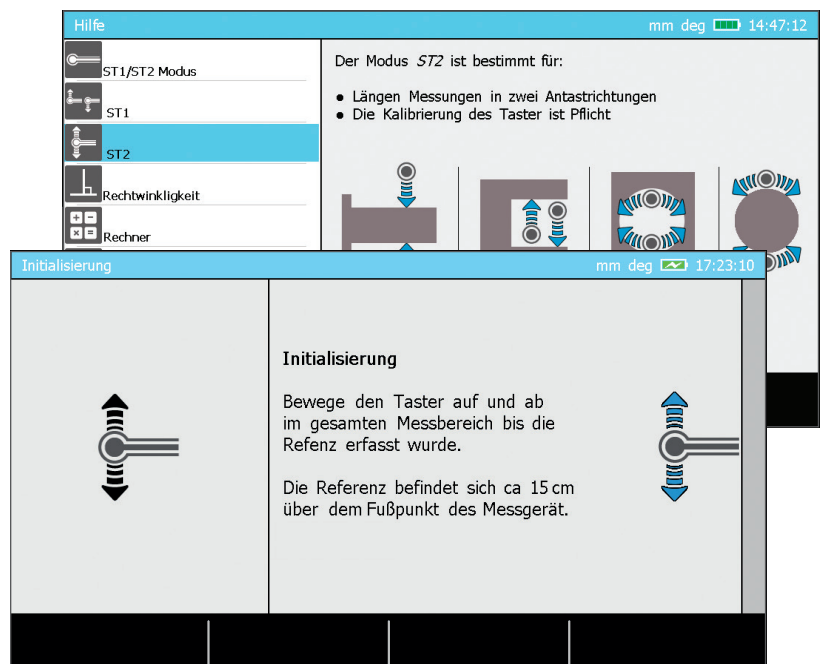 Hilfe
mm deg 14:47:12
ST1/ST2 Modus
ST1
ST2
Rechtwinkligkeit
Rechner
Der Modus ST2 ist bestimmt für:
• Längen Messungen in zwei Antastrichtungen
• Die Kalibrierung des Taster ist Pflicht
Initialisierung
mm deg 17:23:10
Initialisierung
Bewege den Taster auf und ab
im gesamten Messbereich bis die
Refenz erfasst wurde.
Die Referenz befindet sich ca 15 cm
über dem Fußpunkt des Messgerät.